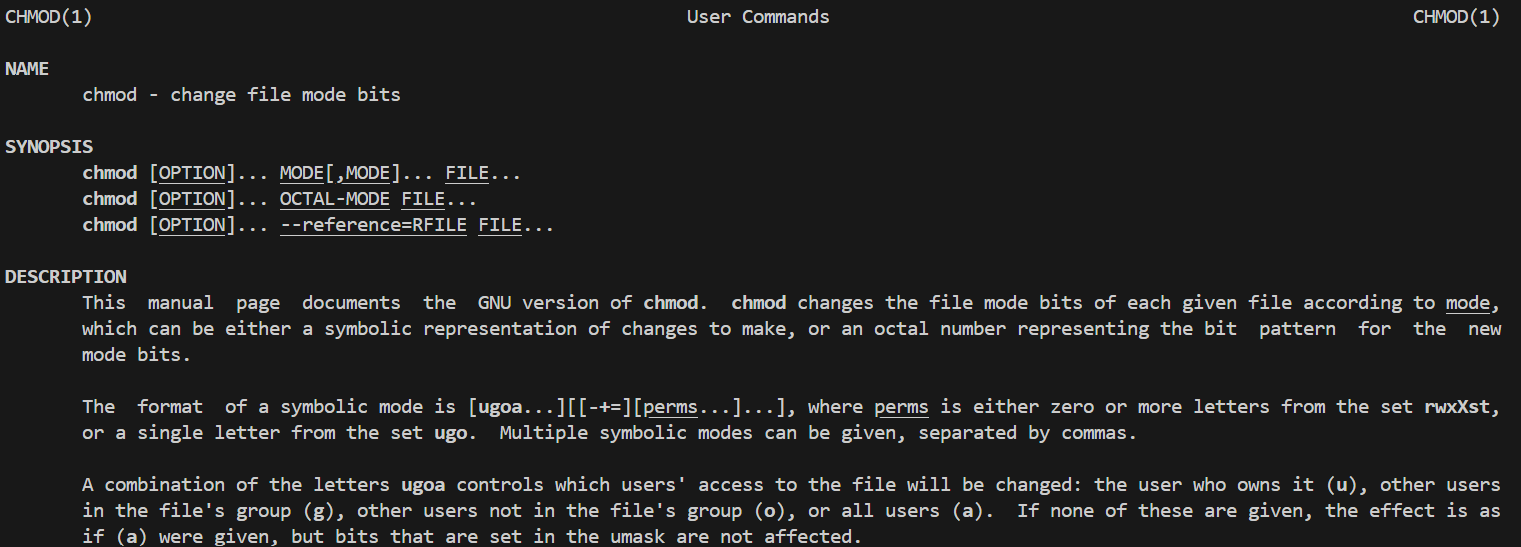 CHMOD(1) User Commands CHMOD(1)
NAME
chmod - change file mode bits
SYNOPSIS
chmod [OPTION]... MODE[,MODE]... FILE...
chmod [OPTION]... OCTAL-MODE FILE...
chmod [OPTION]... --reference=RFILE FILE...
DESCRIPTION
This manual page documents the GNU version of chmod. chmod changes the file mode bits of each given file according to mode,
which can be either a symbolic representation of changes to make, or an octal number representing the bit pattern for the new
mode bits.
The format of a symbolic mode is [ugoa...][[-+=][perms...]...], where perms is either zero or more letters from the set rwxXst,
or a single letter from the set ugo. Multiple symbolic modes can be given, separated by commas.
A combination of the letters ugoa controls which users' access to the file will be changed: the user who owns it (u), other users
in the file's group (g), other users not in the file's group (o), or all users (a). If none of these are given, the effect is as
if (a) were given, but bits that are set in the umask are not affected.